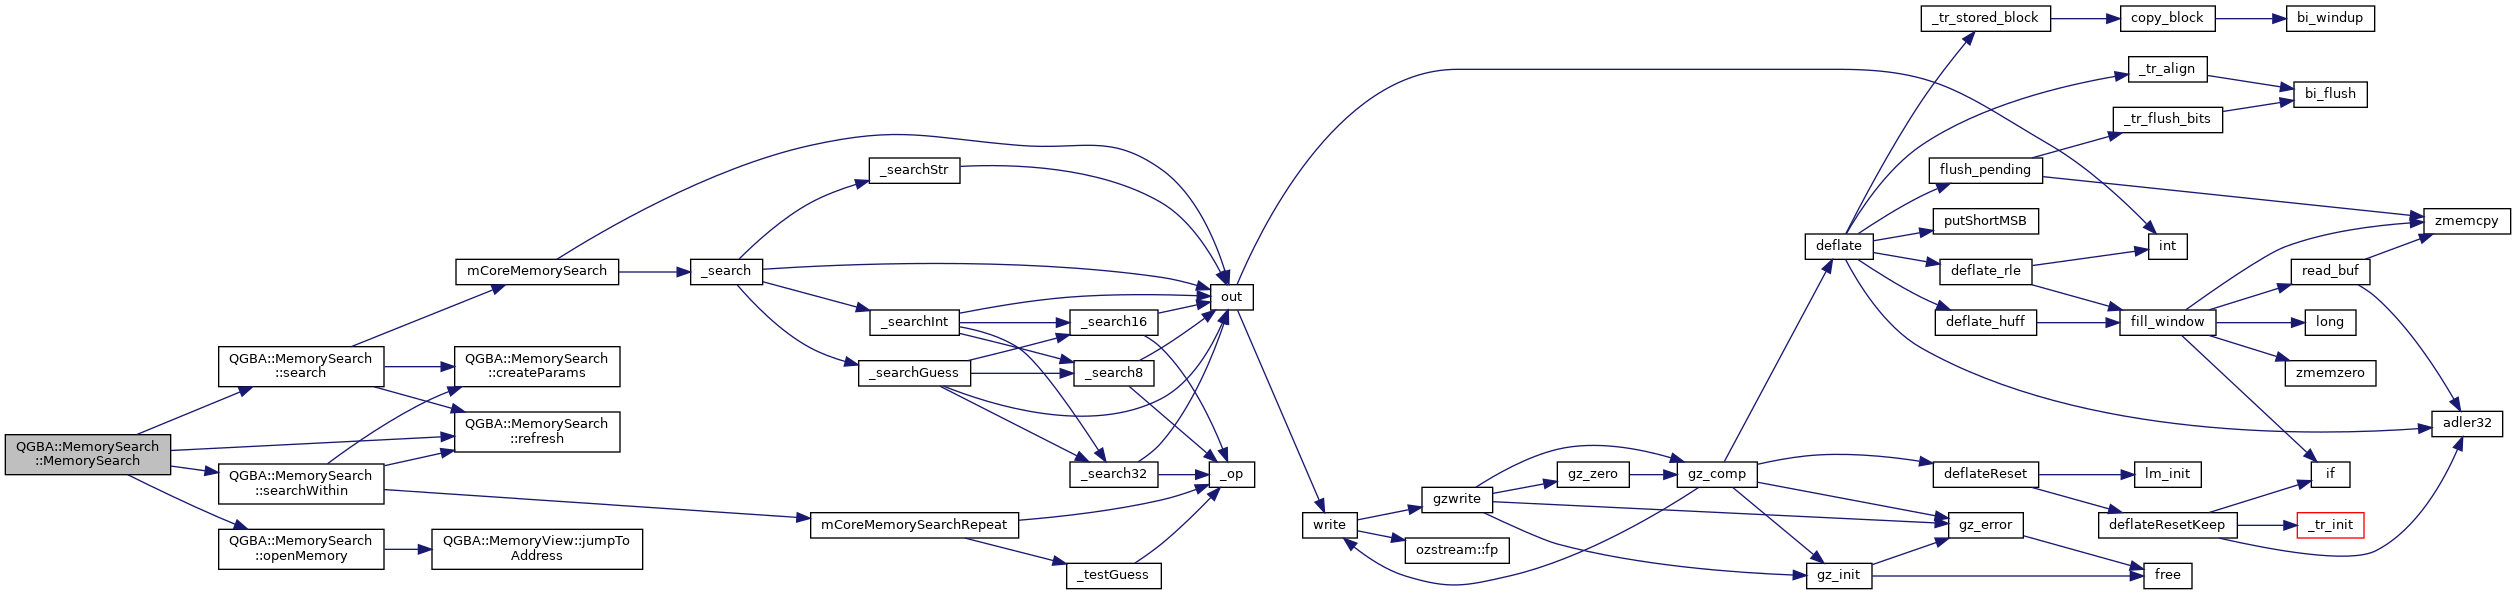 QGBA::MemorySearch
::MemorySearch
QGBA::MemorySearch
::search
QGBA::MemorySearch
::searchWithin
QGBA::MemorySearch
::openMemory
mCoreMemorySearch
QGBA::MemorySearch
::createParams
QGBA::MemorySearch
::refresh
QGBA::MemoryView::jumpTo
Address
_search
mCoreMemorySearchRepeat
_searchStr
_searchInt
_searchGuess
_search16
_search8
_search32
_testGuess
out
_op
write
gzwrite
ozstream::fp
gz_zero
gz_comp
gz_init
deflate
_tr_stored_block
flush_pending
putShortMSB
deflate_rle
deflate_huff
deflateReset
gz_error
copy_block
_tr_align
_tr_flush_bits
int
fill_window
lm_init
deflateResetKeep
free
bi_windup
bi_flush
read_buf
long
zmemzero
if
_tr_init
zmemcpy
adler32